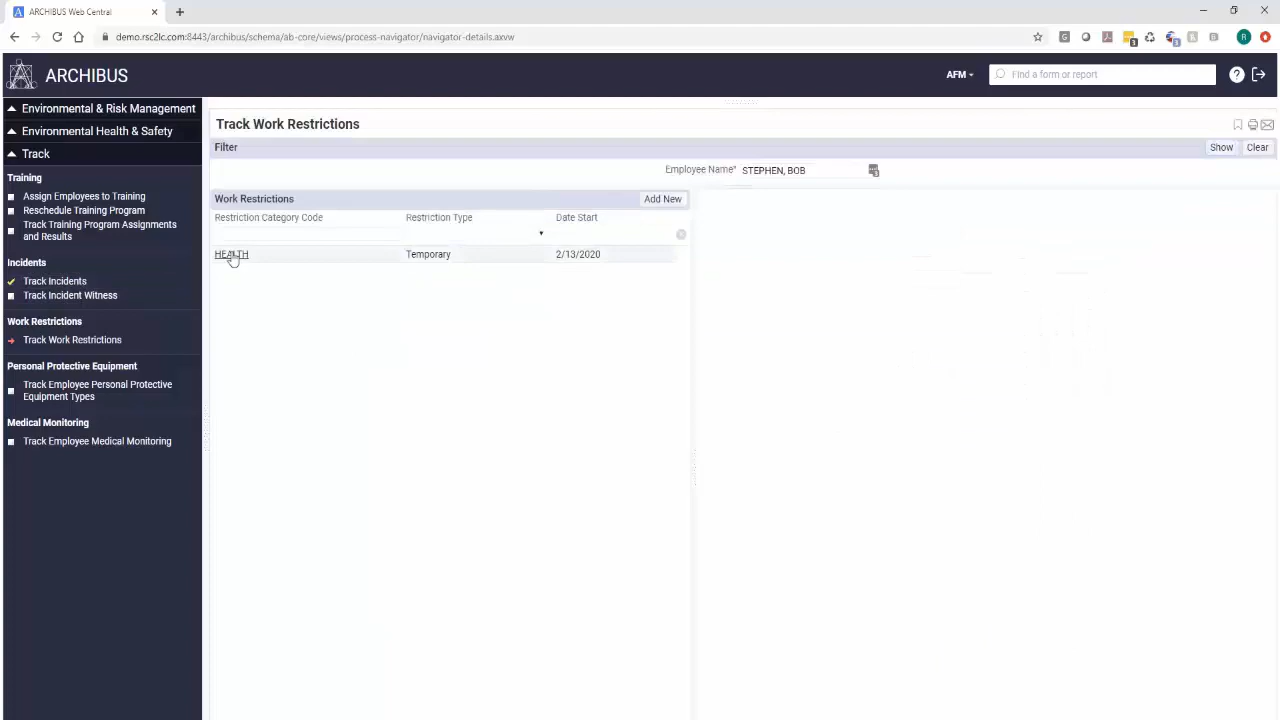 ARCHIBUS Web Central
demo.rsc2lc.com:8443/archibus/schema/ab-core/views/process-navigator/navigator-details.axvw
ARCHIBUS
AFM
Find a form or report
Environmental & Risk Management
Environmental Health & Safety
Track
Training
Assign Employees to Training
Reschedule Training Program
Track Training Program Assignments
and Results
Incidents
Track Incidents
Track Incident Witness
Work Restrictions
Track Work Restrictions
Personal Protective Equipment
Track Employee Personal Protective
Equipment Types
Medical Monitoring
Track Employee Medical Monitoring
Track Work Restrictions
Filter
Show
Clear
Employee Name* STEPHEN, BOB
Work Restrictions
Add New
Restriction Category Code Restriction Type Date Start
HEALTH Temporary 2/13/2020